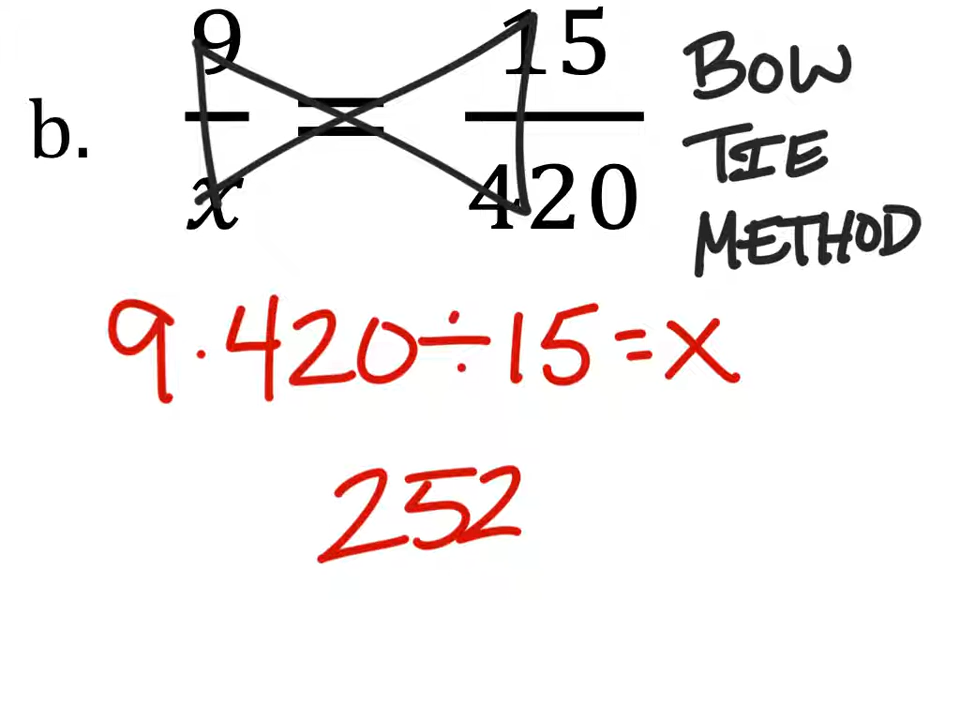 b. 9/x = 15/420
BOW
TIE
METHOD
9·420÷15=x
252